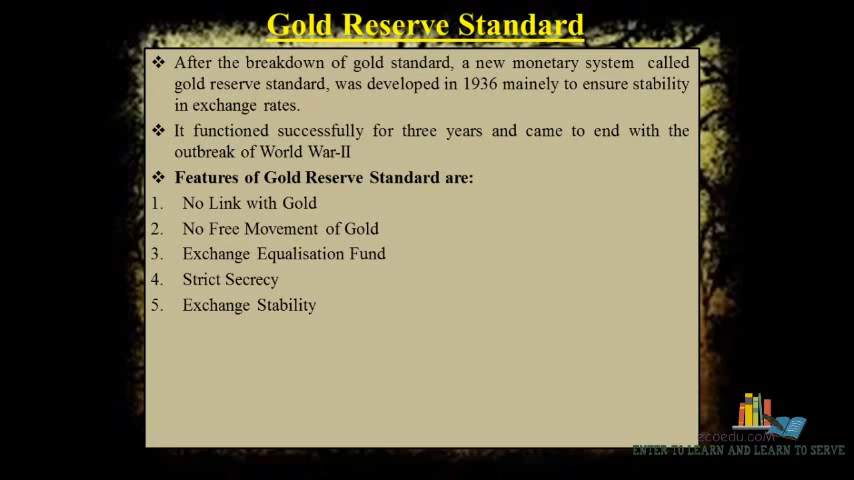 Gold Reserve Standard
❖ After the breakdown of gold standard, a new monetary system called
gold reserve standard, was developed in 1936 mainely to ensure stability
in exchange rates.
❖ It functioned successfully for three years and came to end with the
outbreak of World War-II
❖ Features of Gold Reserve Standard are:
1. No Link with Gold
2. No Free Movement of Gold
3. Exchange Equalisation Fund
4. Strict Secrecy
5. Exchange Stability
ecoedu.com
ENTER TO LEARN AND LEARN TO SERVE